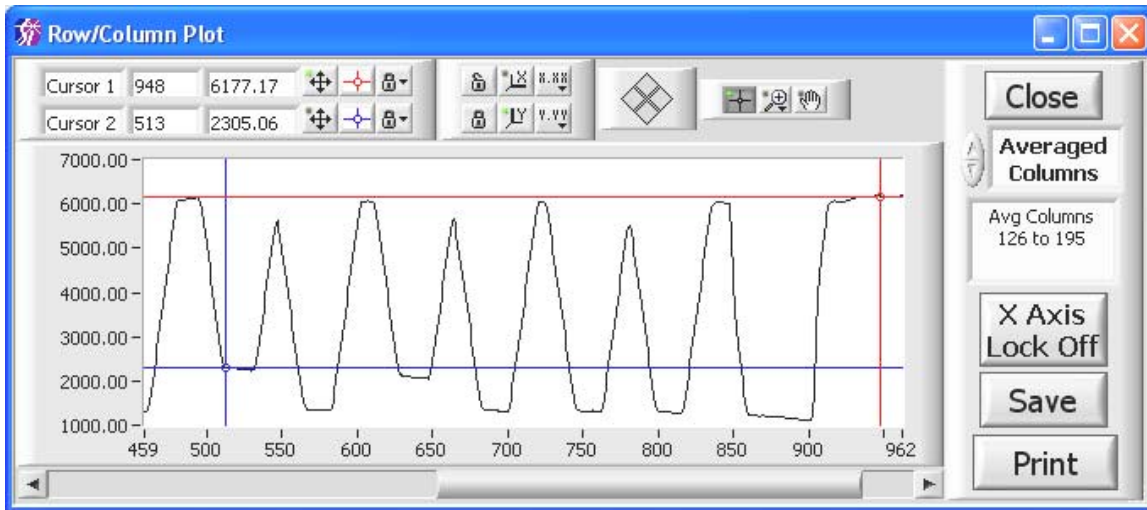 Row/Column Plot
Cursor 1 948 6177.17
Cursor 2 513 2305.06
X X.XX
Y Y.YY
Close
Averaged
Columns
Avg Columns
126 to 195
X Axis
Lock Off
Save
Print
7000.00
6000.00
5000.00
4000.00
3000.00
2000.00
1000.00
459 500 550 600 650 700 750 800 850 900 962